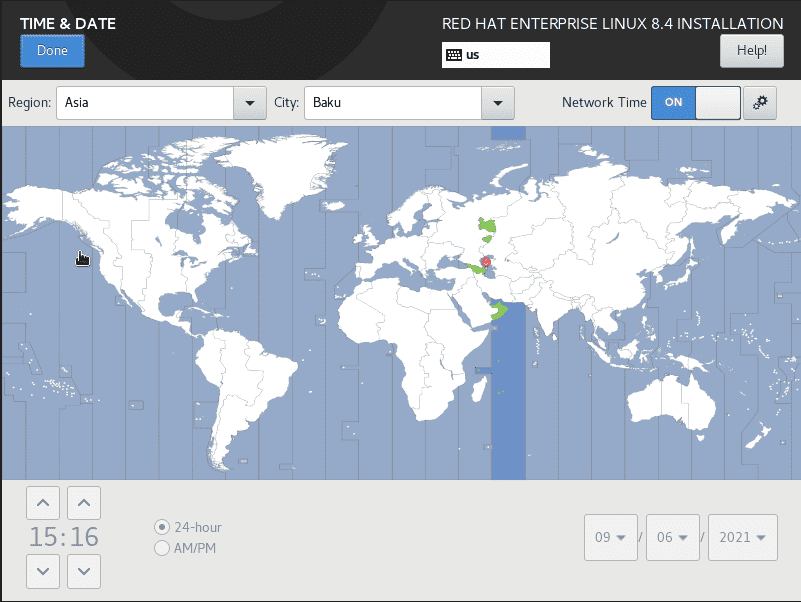 TIME & DATE
RED HAT ENTERPRISE LINUX 8.4 INSTALLATION
Done
us
Help!
Region: Asia City: Baku Network Time ON
15:16
24-hour
AM/PM
09 / 06 / 2021